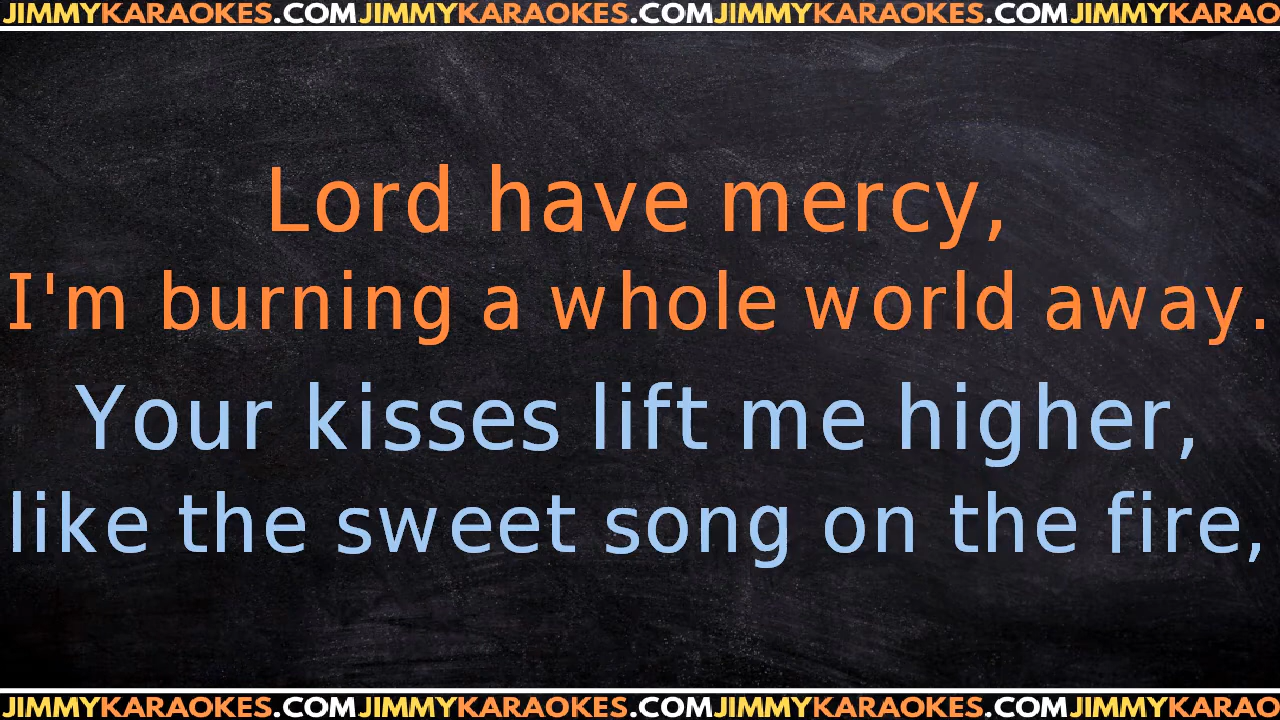 JIMMYKARAOKES.COMJIMMYKARAOKES.COMJIMMYKARAOKES.COMJIMMYKARAO
Lord have mercy,
I'm burning a whole world away.
Your kisses lift me higher,
like the sweet song on the fire,
JIMMYKARAOKES.COMJIMMYKARAOKES.COMJIMMYKARAOKES.COMJIMMYKARAO